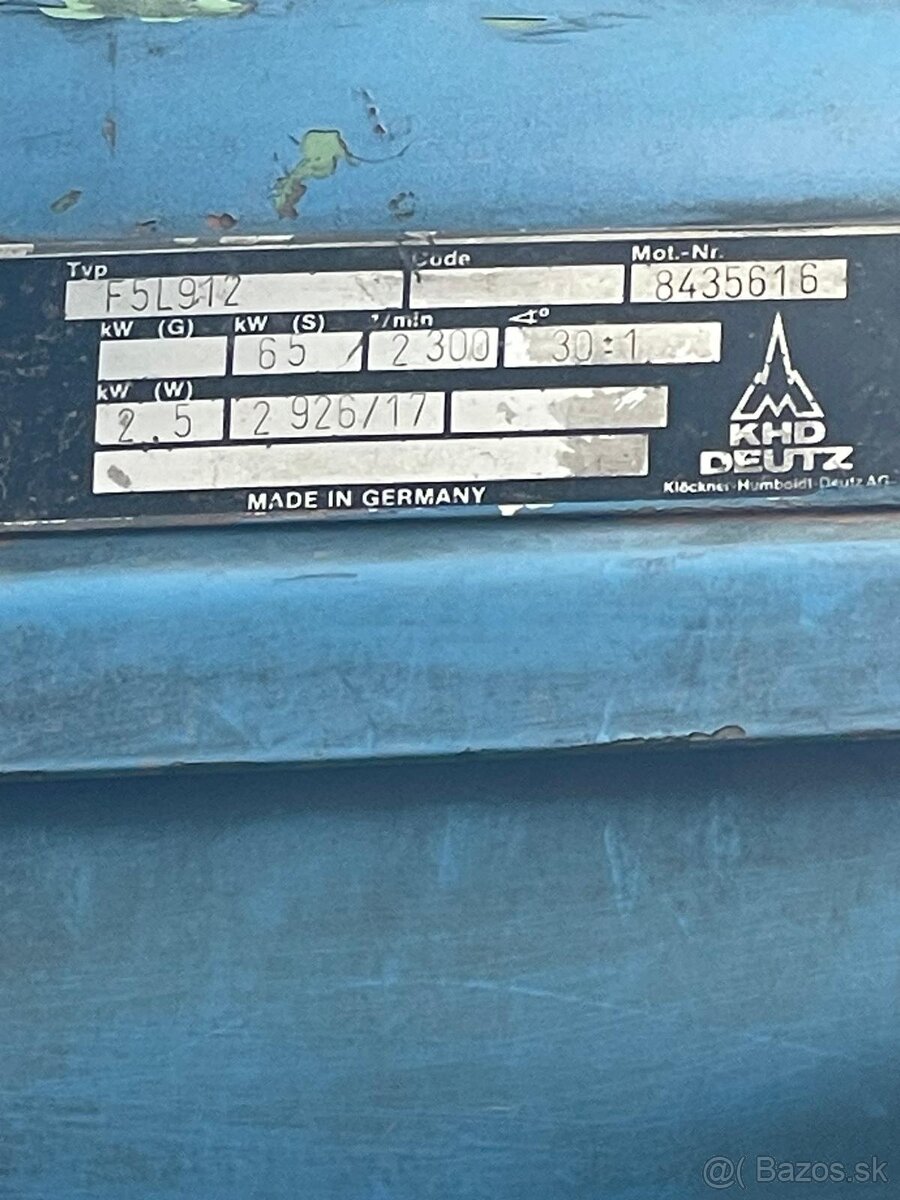 Typ Code Mot.-Nr.
F5L912 8435616
kW (G) kW (S) 1/min ∢°
65 2 300 30:1
kW (W)
2.5 2 926/17
KHD
DEUTZ
Klöckner-Humboldt-Deutz AG
MADE IN GERMANY
@( Bazos.sk